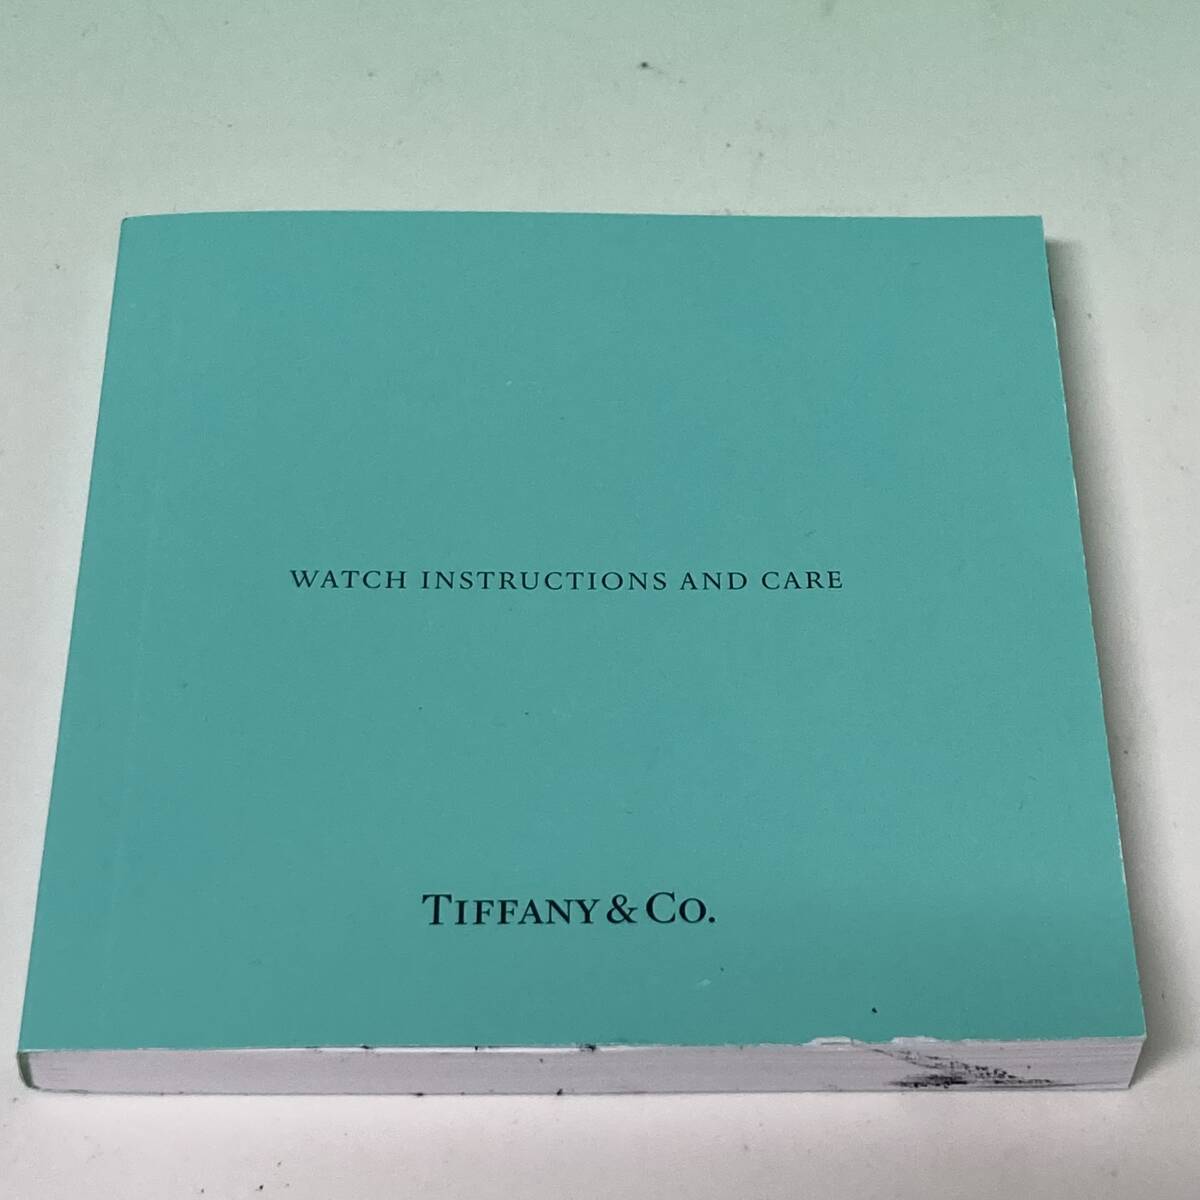 WATCH INSTRUCTIONS AND CARE
TIFFANY & CO.